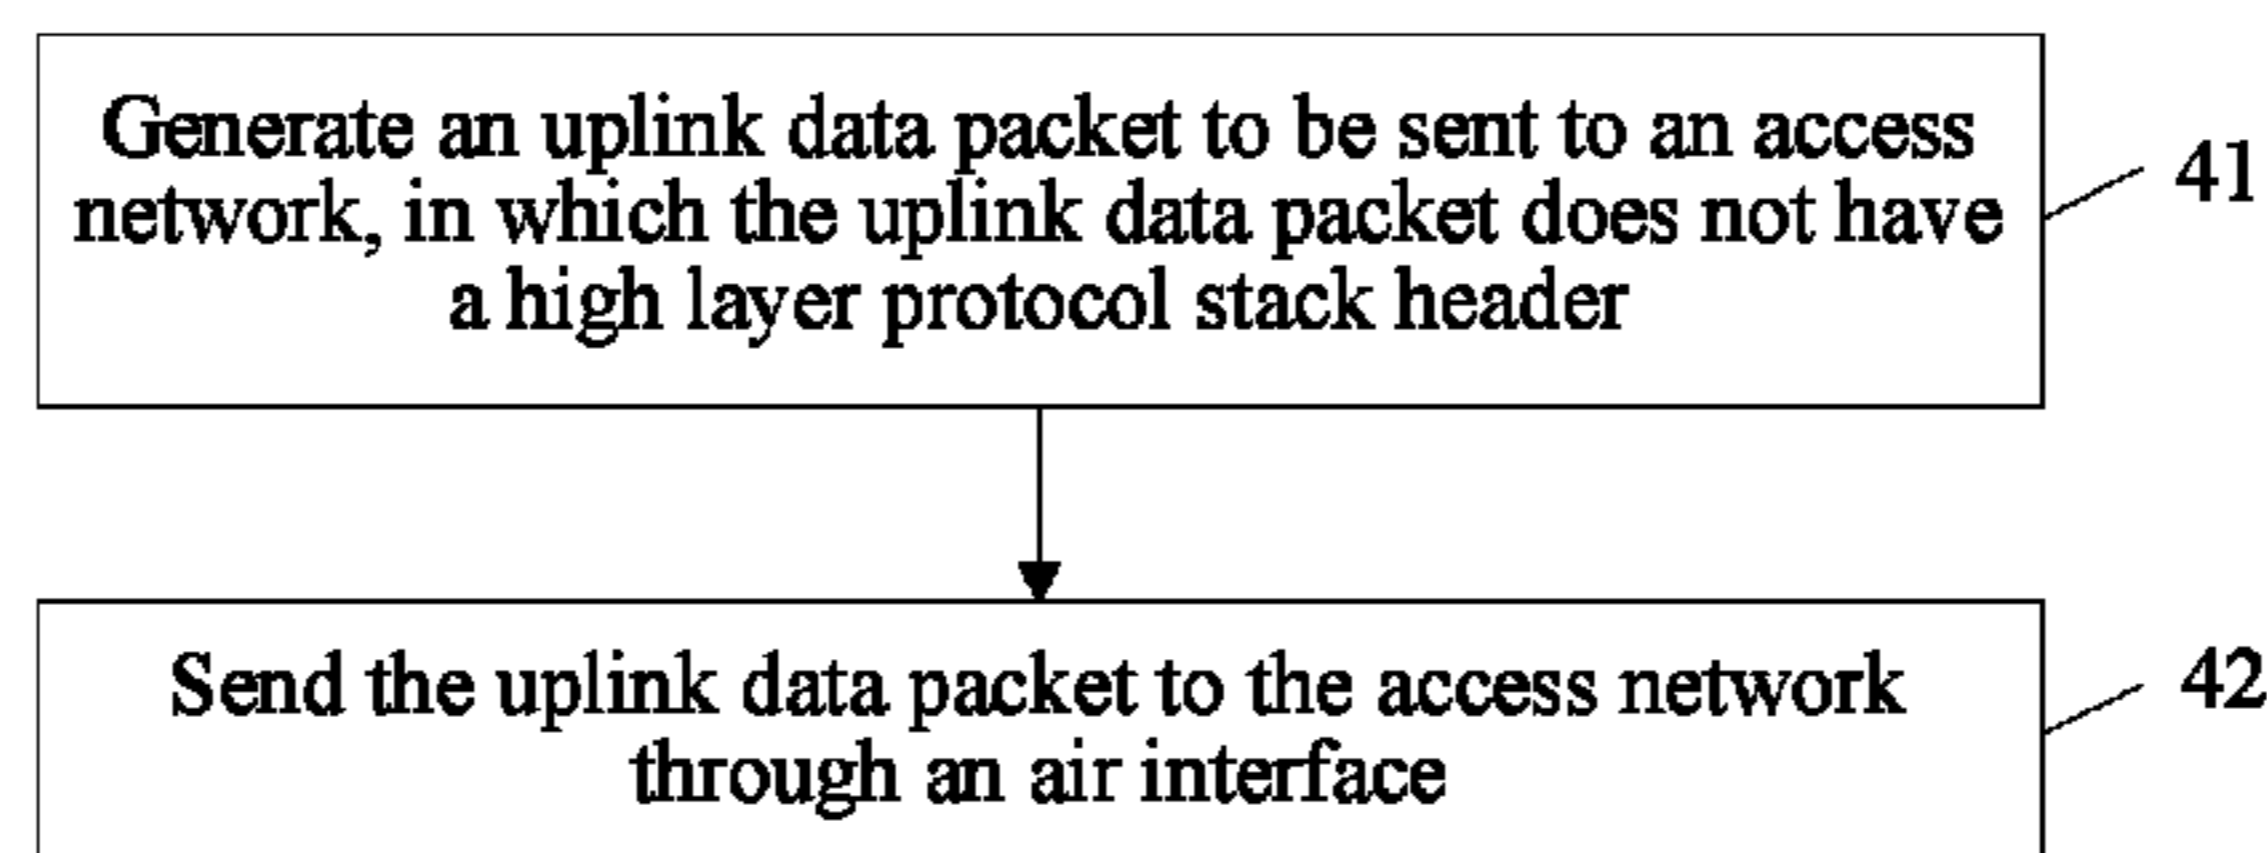 Generate an uplink data packet to be sent to an access
network, in which the uplink data packet does not have
a high layer protocol stack header
41
Send the uplink data packet to the access network
through an air interface
42